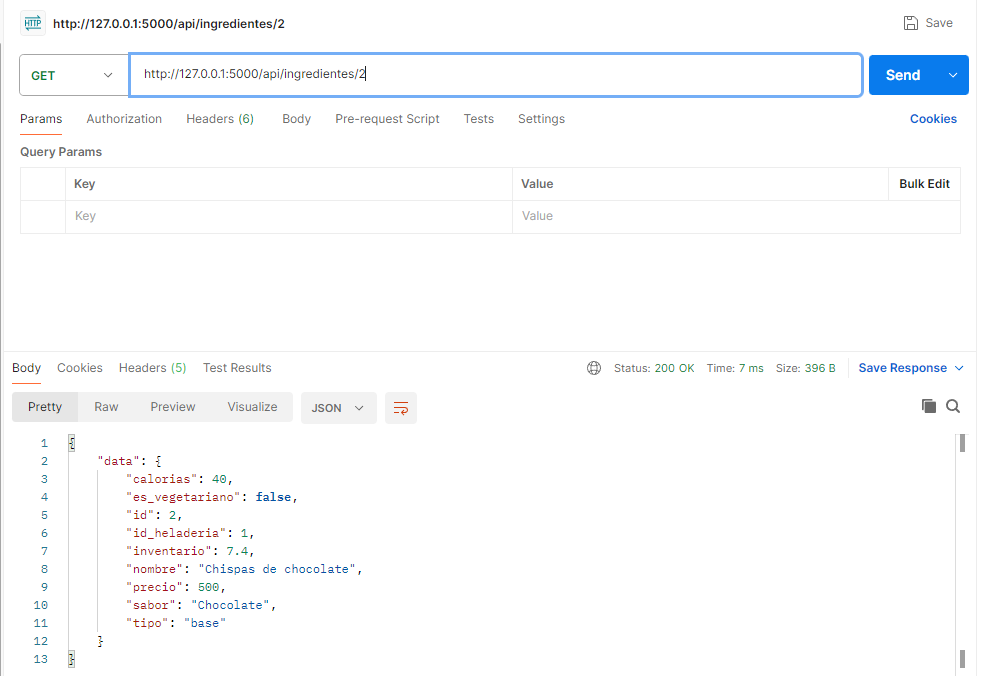 HTTP http://127.0.0.1:5000/api/ingredientes/2 Save
GET http://127.0.0.1:5000/api/ingredientes/2 Send
Params Authorization Headers (6) Body Pre-request Script Tests Settings Cookies
Query Params
Key Value Bulk Edit
Key Value
Body Cookies Headers (5) Test Results Status: 200 OK Time: 7 ms Size: 396 B Save Response
Pretty Raw Preview Visualize JSON
1 {
2 "data": {
3 "calorias": 40,
4 "es_vegetariano": false,
5 "id": 2,
6 "id_heladeria": 1,
7 "inventario": 7.4,
8 "nombre": "Chispas de chocolate",
9 "precio": 500,
10 "sabor": "Chocolate",
11 "tipo": "base"
12 }
13 }